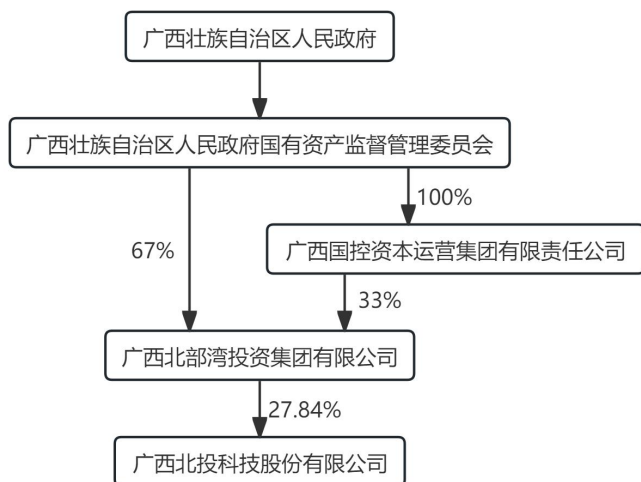 广西壮族自治区人民政府
广西壮族自治区人民政府国有资产监督管理委员会
100%
67%
广西国控资本运营集团有限责任公司
33%
广西北部湾投资集团有限公司
27.84%
广西北投科技股份有限公司